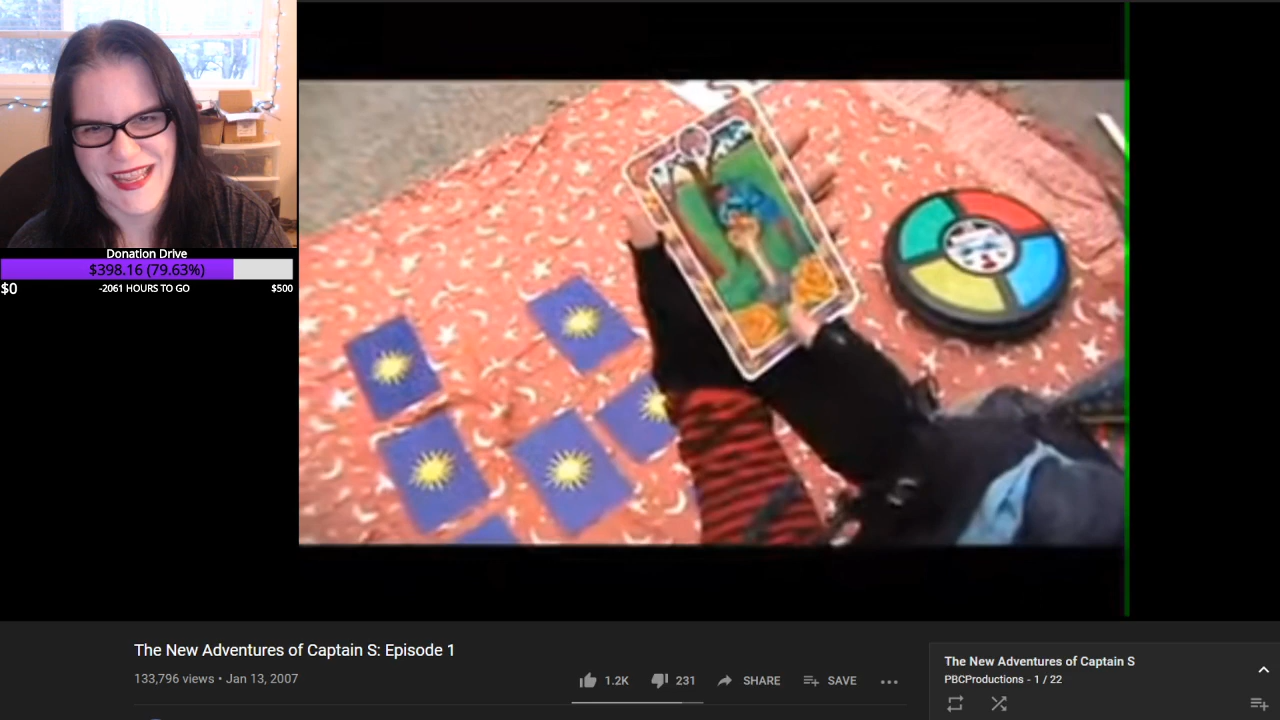 Donation Drive
$398.16 (79.63%)
$0
-2061 HOURS TO GO
$500
The New Adventures of Captain S: Episode 1
133,796 views • Jan 13, 2007
1.2K
231
SHARE
SAVE
The New Adventures of Captain S
PBCProductions - 1 / 22